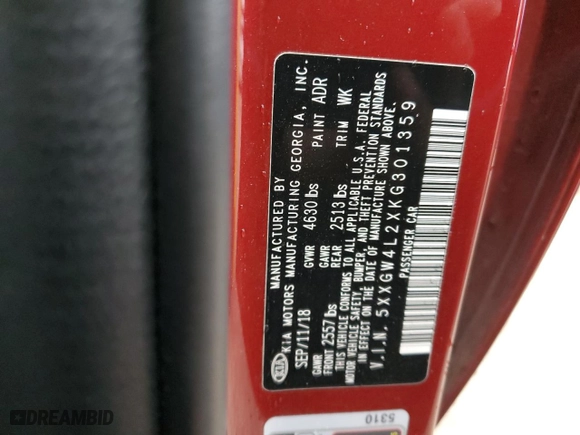 MANUFACTURED BY
KIA KIA MOTORS MANUFACTURING GEORGIA, INC.
SEP/11/18 GVWR 4630 lbs PAINT ADR
GAWR FRONT 2557 lbs GAWR REAR 2513 lbs TRIM WK
THIS VEHICLE CONFORMS TO ALL APPLICABLE U.S.A. FEDERAL
MOTOR VEHICLE SAFETY, BUMPER, AND THEFT PREVENTION STANDARDS
IN EFFECT ON THE DATE OF MANUFACTURE SHOWN ABOVE.
V.I.N. 5XXGW4L2XKG301359
PASSENGER CAR
5310
DREAMBID